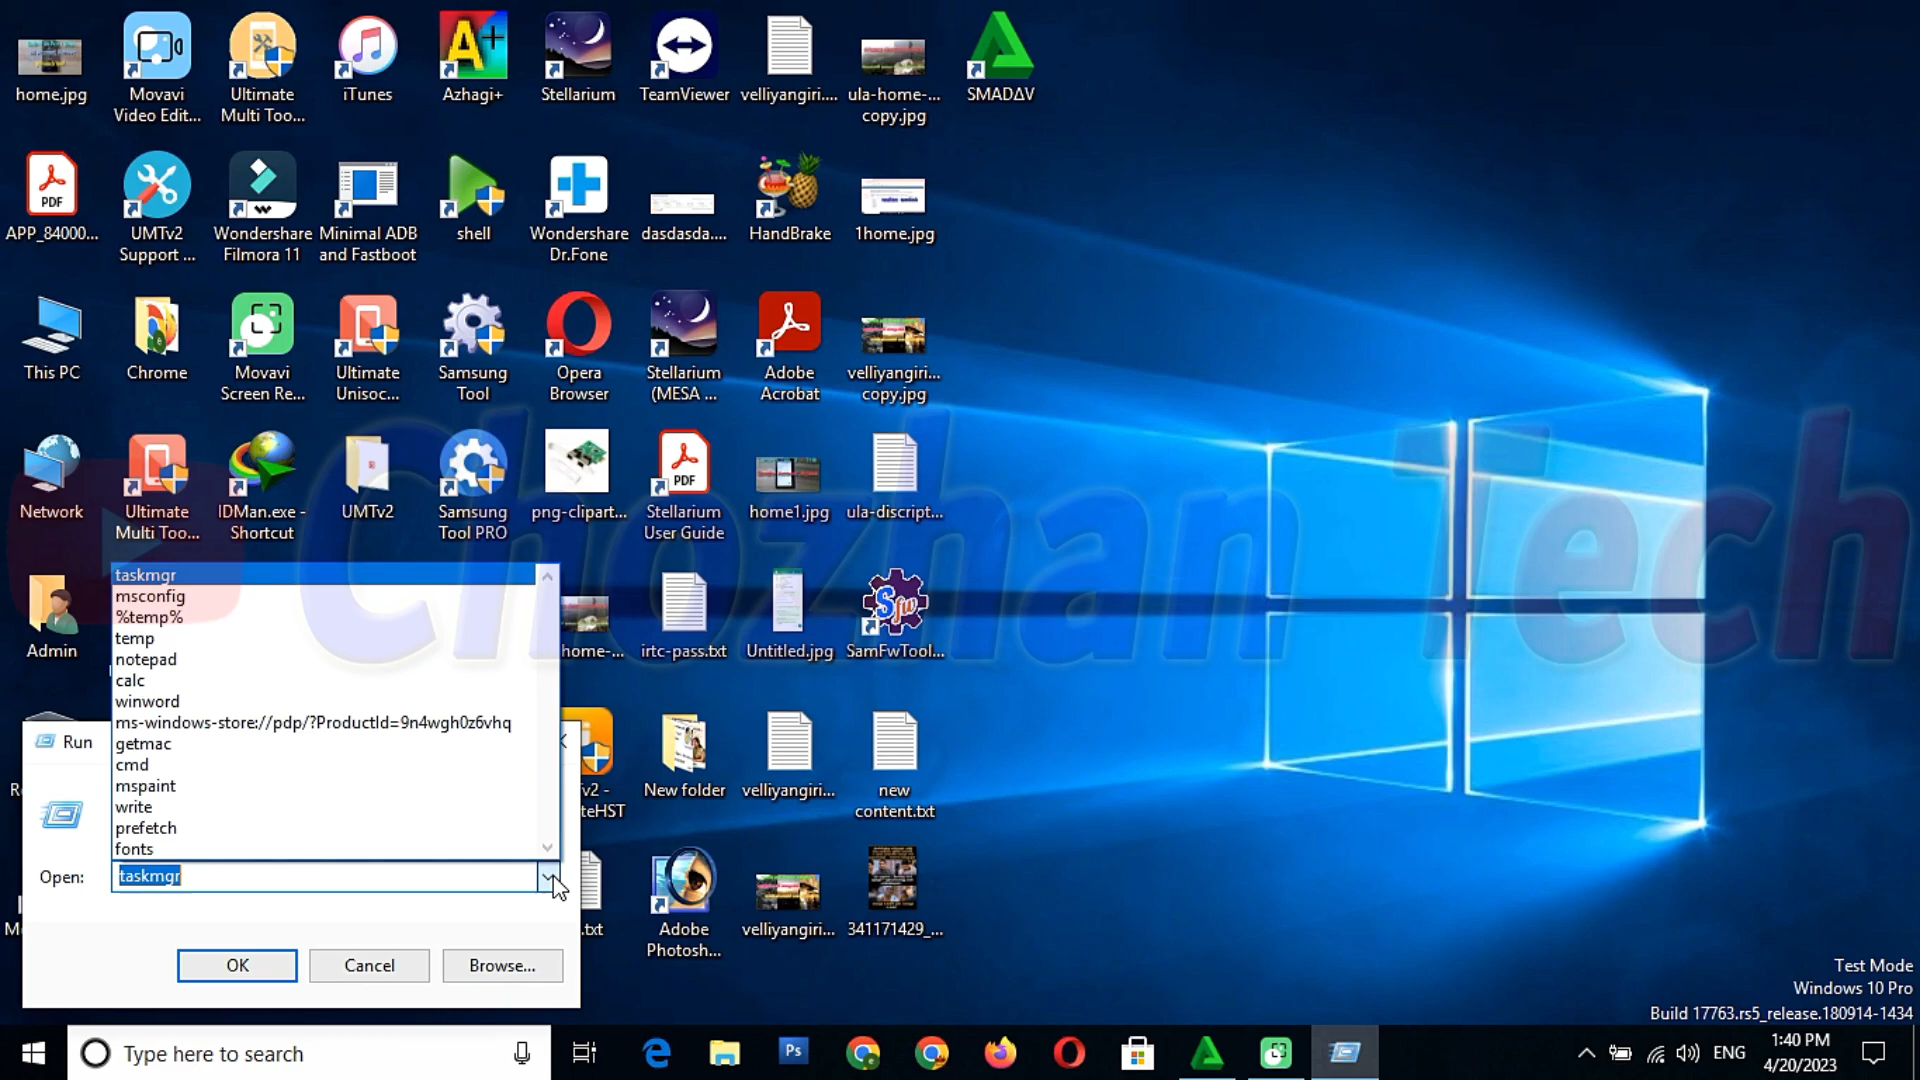 home.jpg
Movavi
Video Edit...
Ultimate
Multi Too...
iTunes
Azhagi+
Stellarium
TeamViewer
velliyangiri....
ula-home-...
copy.jpg
SMADΔV
APP_84000...
UMTv2
Support ...
Wondershare
Filmora 11
Minimal ADB
and Fastboot
shell
Wondershare
Dr.Fone
dasdasda....
HandBrake
1home.jpg
This PC
Chrome
Movavi
Screen Re...
Ultimate
Unisoc...
Samsung
Tool
Opera
Browser
Stellarium
(MESA ...
Adobe
Acrobat
velliyangiri...
copy.jpg
Network
Ultimate
Multi Too...
IDMan.exe -
Shortcut
UMTv2
Samsung
Tool PRO
png-clipart...
Stellarium
User Guide
home1.jpg
ula-discript...
Chozhan Tech
Admin
home-...
irtc-pass.txt
Untitled.jpg
SamFwTool...
New folder
velliyangiri...
new
content.txt
.txt
Adobe
Photosh...
velliyangiri...
341171429_...
taskmgr
msconfig
%temp%
temp
notepad
calc
winword
ms-windows-store://pdp/?ProductId=9n4wgh0z6vhq
getmac
cmd
mspaint
write
prefetch
fonts
Run
Open:
taskmgr
OK
Cancel
Browse...
Test Mode
Windows 10 Pro
Build 17763.rs5_release.180914-1434
Type here to search
Ps
ENG
1:40 PM
4/20/2023